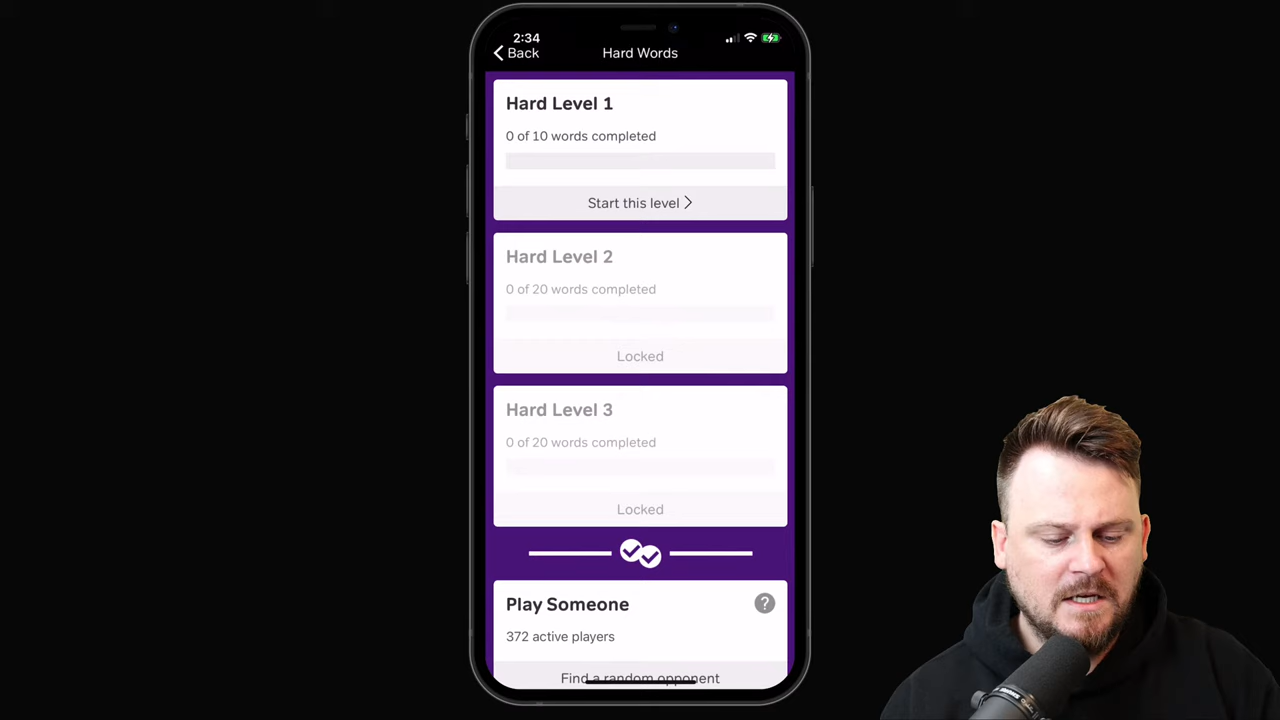 2:34
Back
Hard Words
Hard Level 1
0 of 10 words completed
Start this level
Hard Level 2
0 of 20 words completed
Locked
Hard Level 3
0 of 20 words completed
Locked
Play Someone
?
372 active players
Find a random opponent